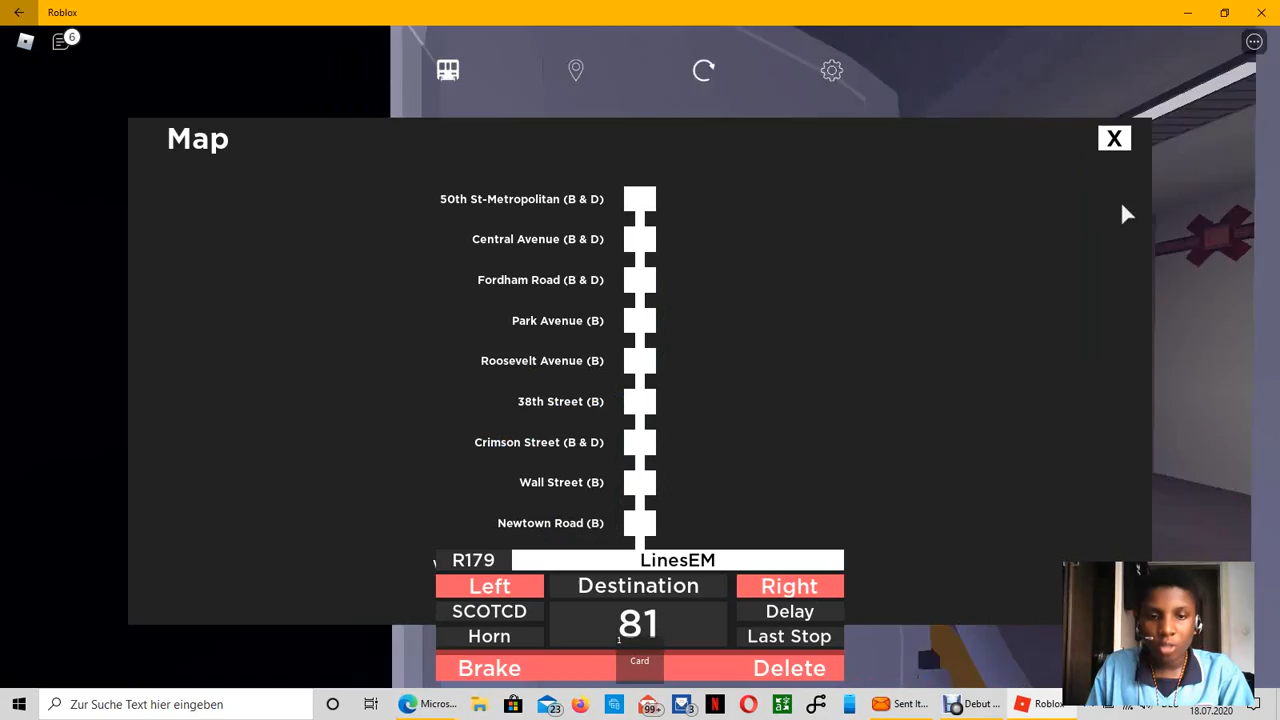 Roblox
6
Map
X
50th St-Metropolitan (B & D)
Central Avenue (B & D)
Fordham Road (B & D)
Park Avenue (B)
Roosevelt Avenue (B)
38th Street (B)
Crimson Street (B & D)
Wall Street (B)
Newtown Road (B)
R179
LinesEM
Left
Destination
Right
SCOTCD
81
Delay
Horn
1
Last Stop
Brake
Card
Delete
Zur Suche Text hier eingeben
Micros...
23
99+
3
Sent It...
Debut ...
Roblox
18.07.2020